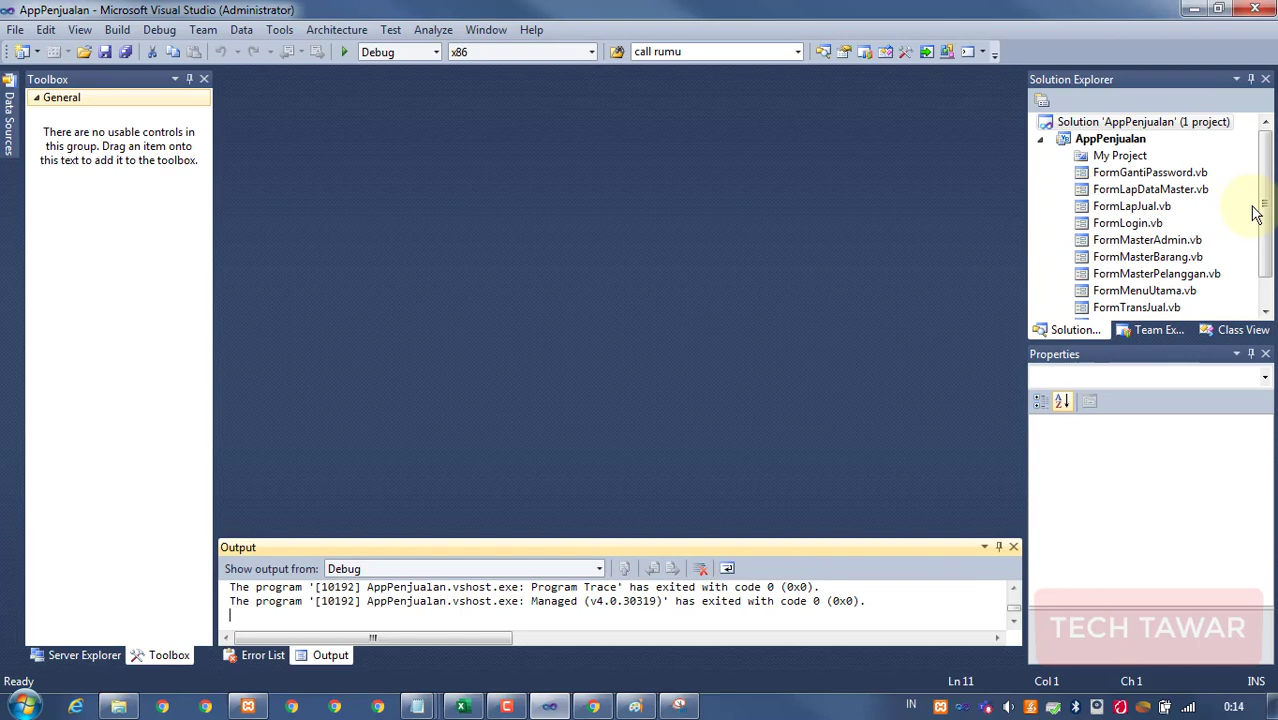 AppPenjualan - Microsoft Visual Studio (Administrator)
File Edit View Build Debug Team Data Tools Architecture Test Analyze Window Help
Debug x86 call rumu
Data Sources
Toolbox
General
There are no usable controls in
this group. Drag an item onto
this text to add it to the toolbox.
Server Explorer Toolbox
Solution Explorer
Solution 'AppPenjualan' (1 project)
AppPenjualan
My Project
FormGantiPassword.vb
FormLapDataMaster.vb
FormLapJual.vb
FormLogin.vb
FormMasterAdmin.vb
FormMasterBarang.vb
FormMasterPelanggan.vb
FormMenuUtama.vb
FormTransJual.vb
Solution... Team Ex... Class View
Properties
Output
Show output from: Debug
The program '[10192] AppPenjualan.vshost.exe: Program Trace' has exited with code 0 (0x0).
The program '[10192] AppPenjualan.vshost.exe: Managed (v4.0.30319)' has exited with code 0 (0x0).
Error List Output
TECH TAWAR
Ready Ln 11 Col 1 Ch 1 INS
IN 0:14